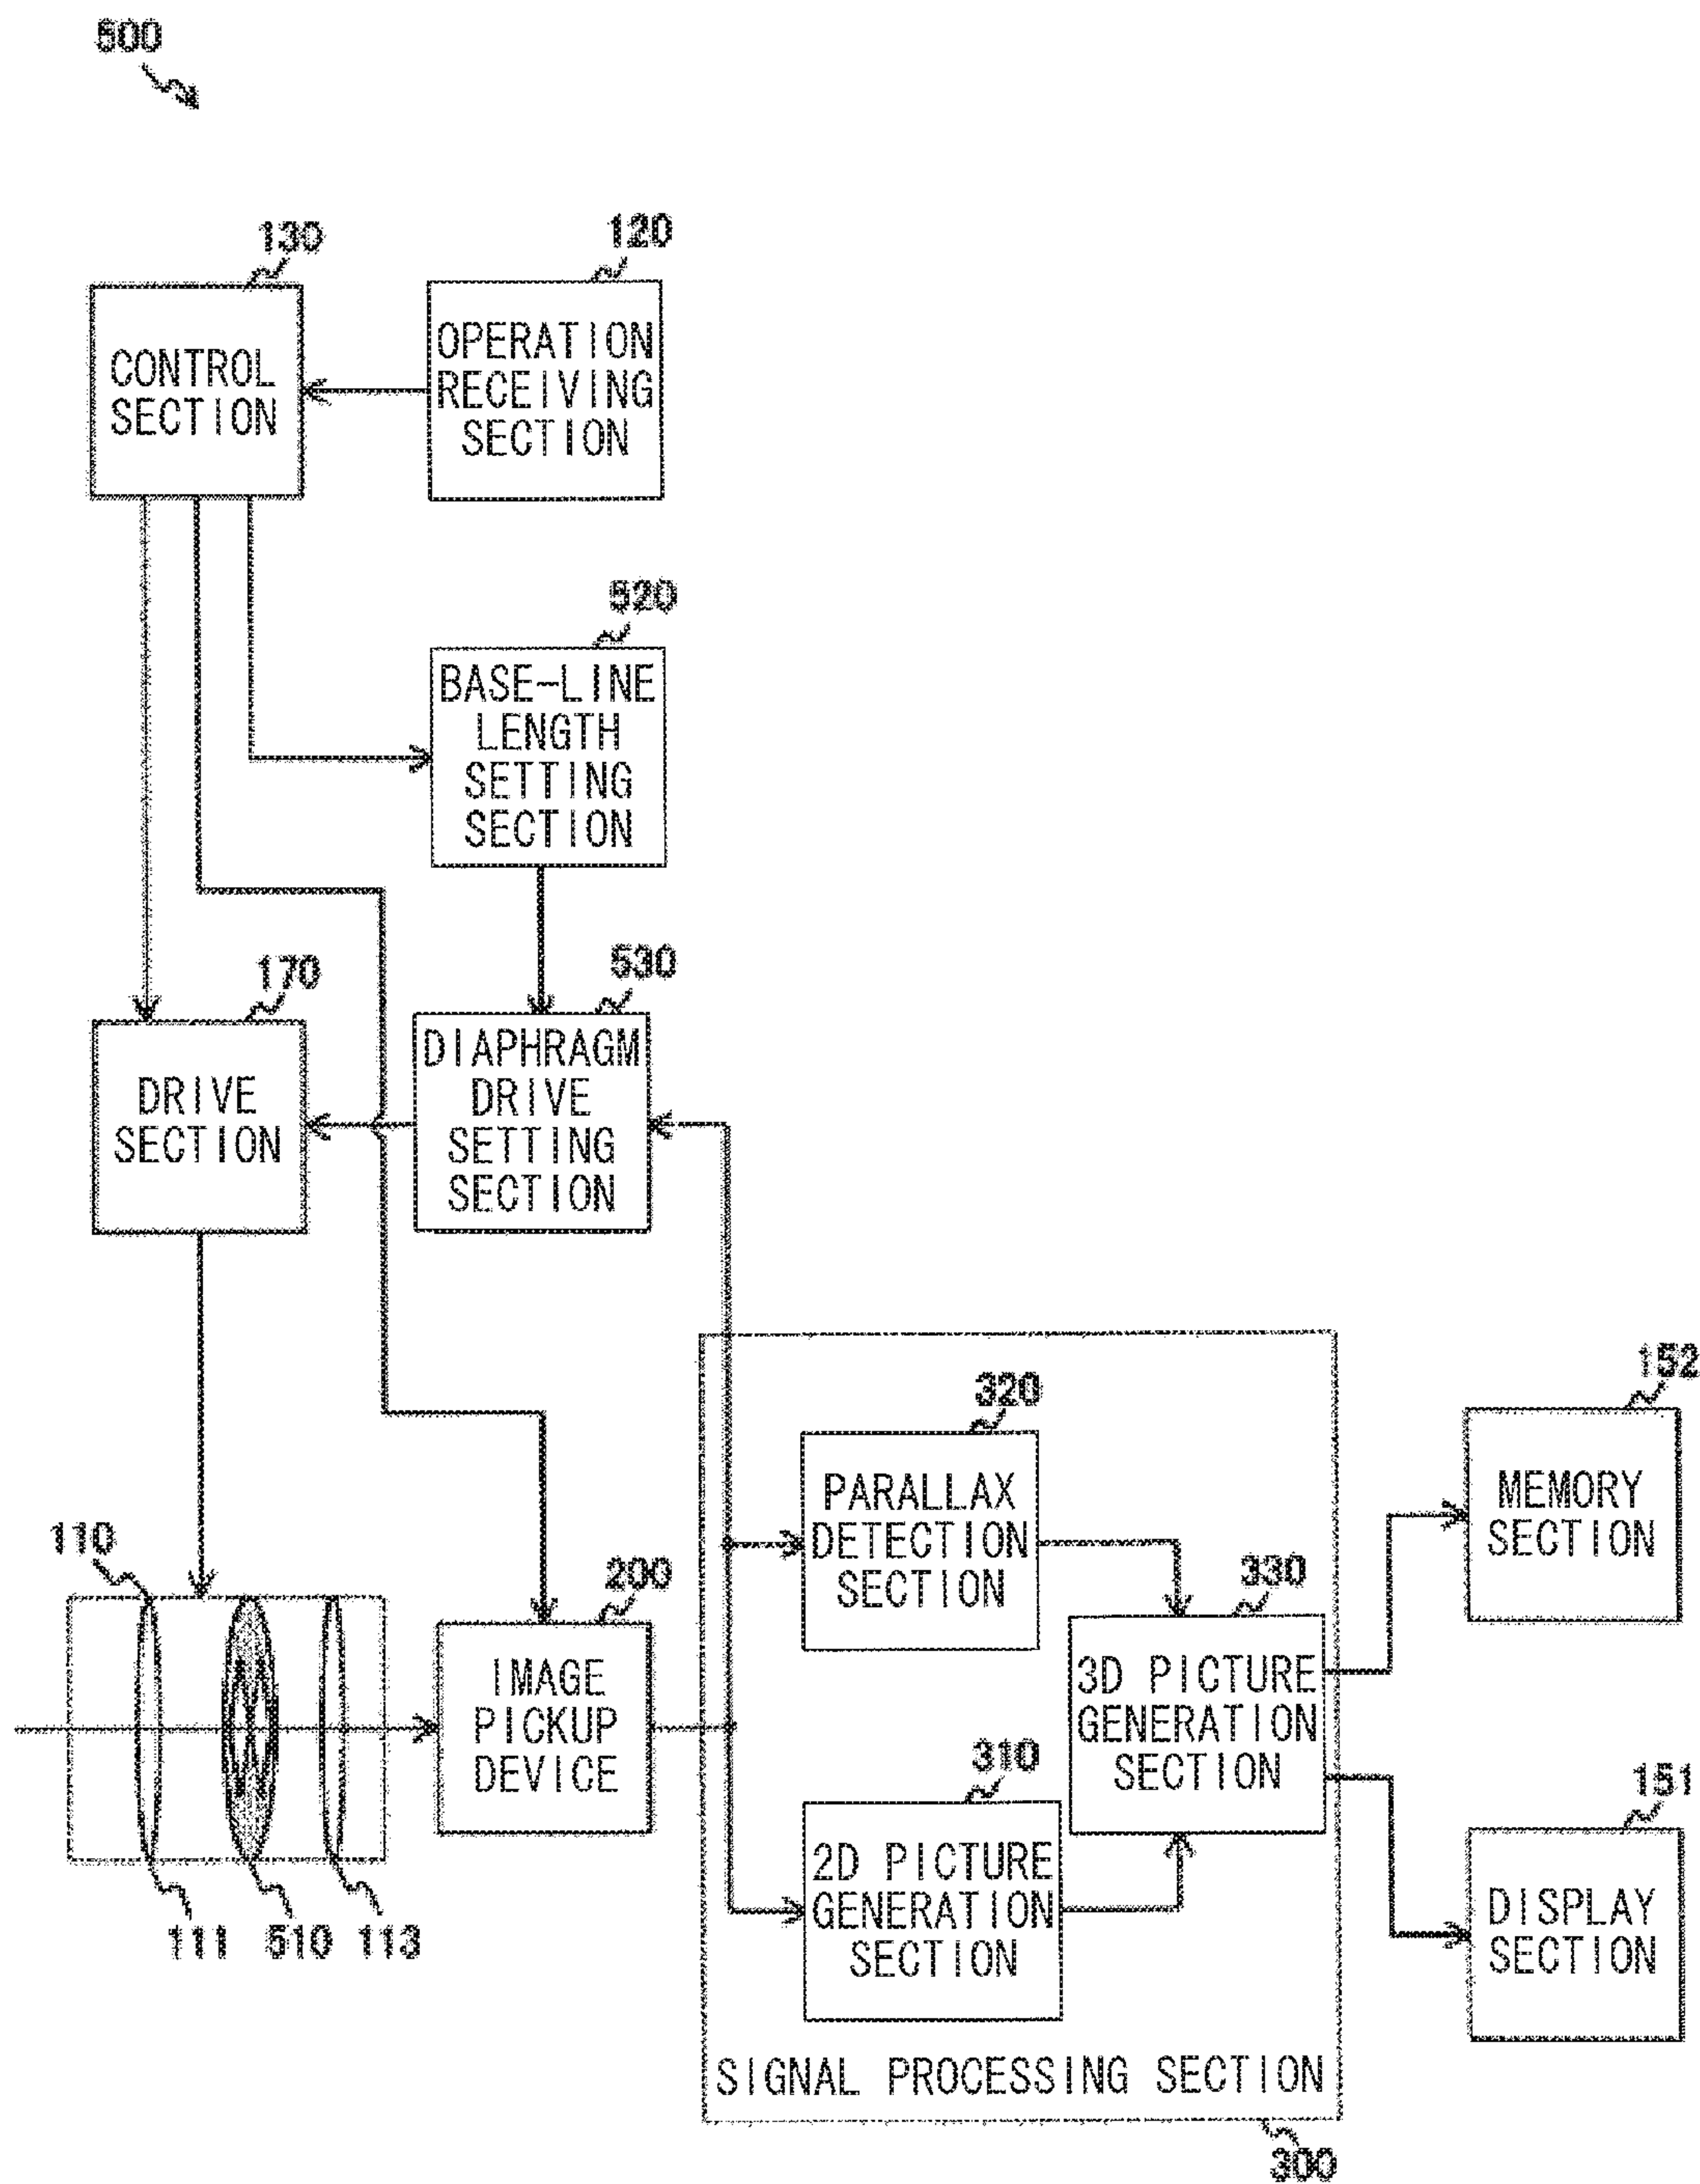 500
130
120
CONTROL
SECTION
OPERATION
RECEIVING
SECTION
520
BASE-LINE
LENGTH
SETTING
SECTION
170
530
DRIVE
SECTION
DIAPHRAGM
DRIVE
SETTING
SECTION
152
320
MEMORY
SECTION
PARALLAX
DETECTION
SECTION
110
200
330
IMAGE
PICKUP
DEVICE
3D PICTURE
GENERATION
SECTION
310
151
2D PICTURE
GENERATION
SECTION
DISPLAY
SECTION
111
510
113
SIGNAL PROCESSING SECTION
300